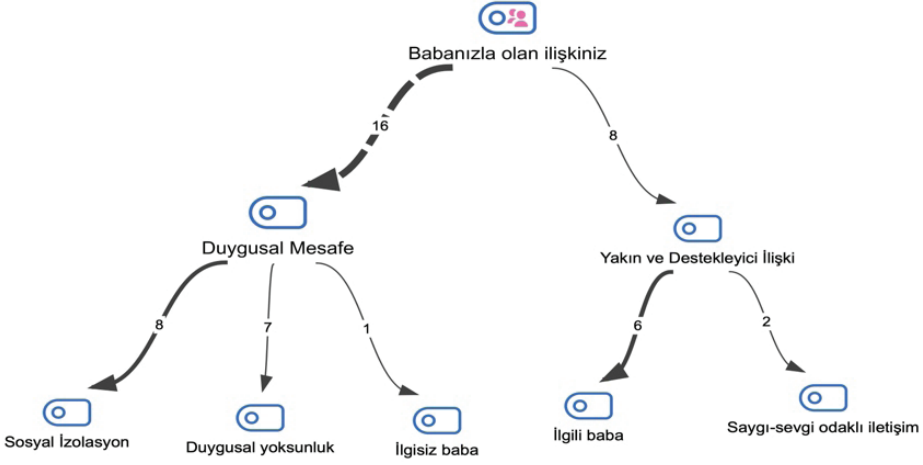 Babanızla olan ilişkiniz
16
8
Duygusal Mesafe
Yakın ve Destekleyici İlişki
8
7
1
6
2
Sosyal İzolasyon
Duygusal yoksunluk
İlgisiz baba
İlgili baba
Saygı-sevgi odaklı iletişim